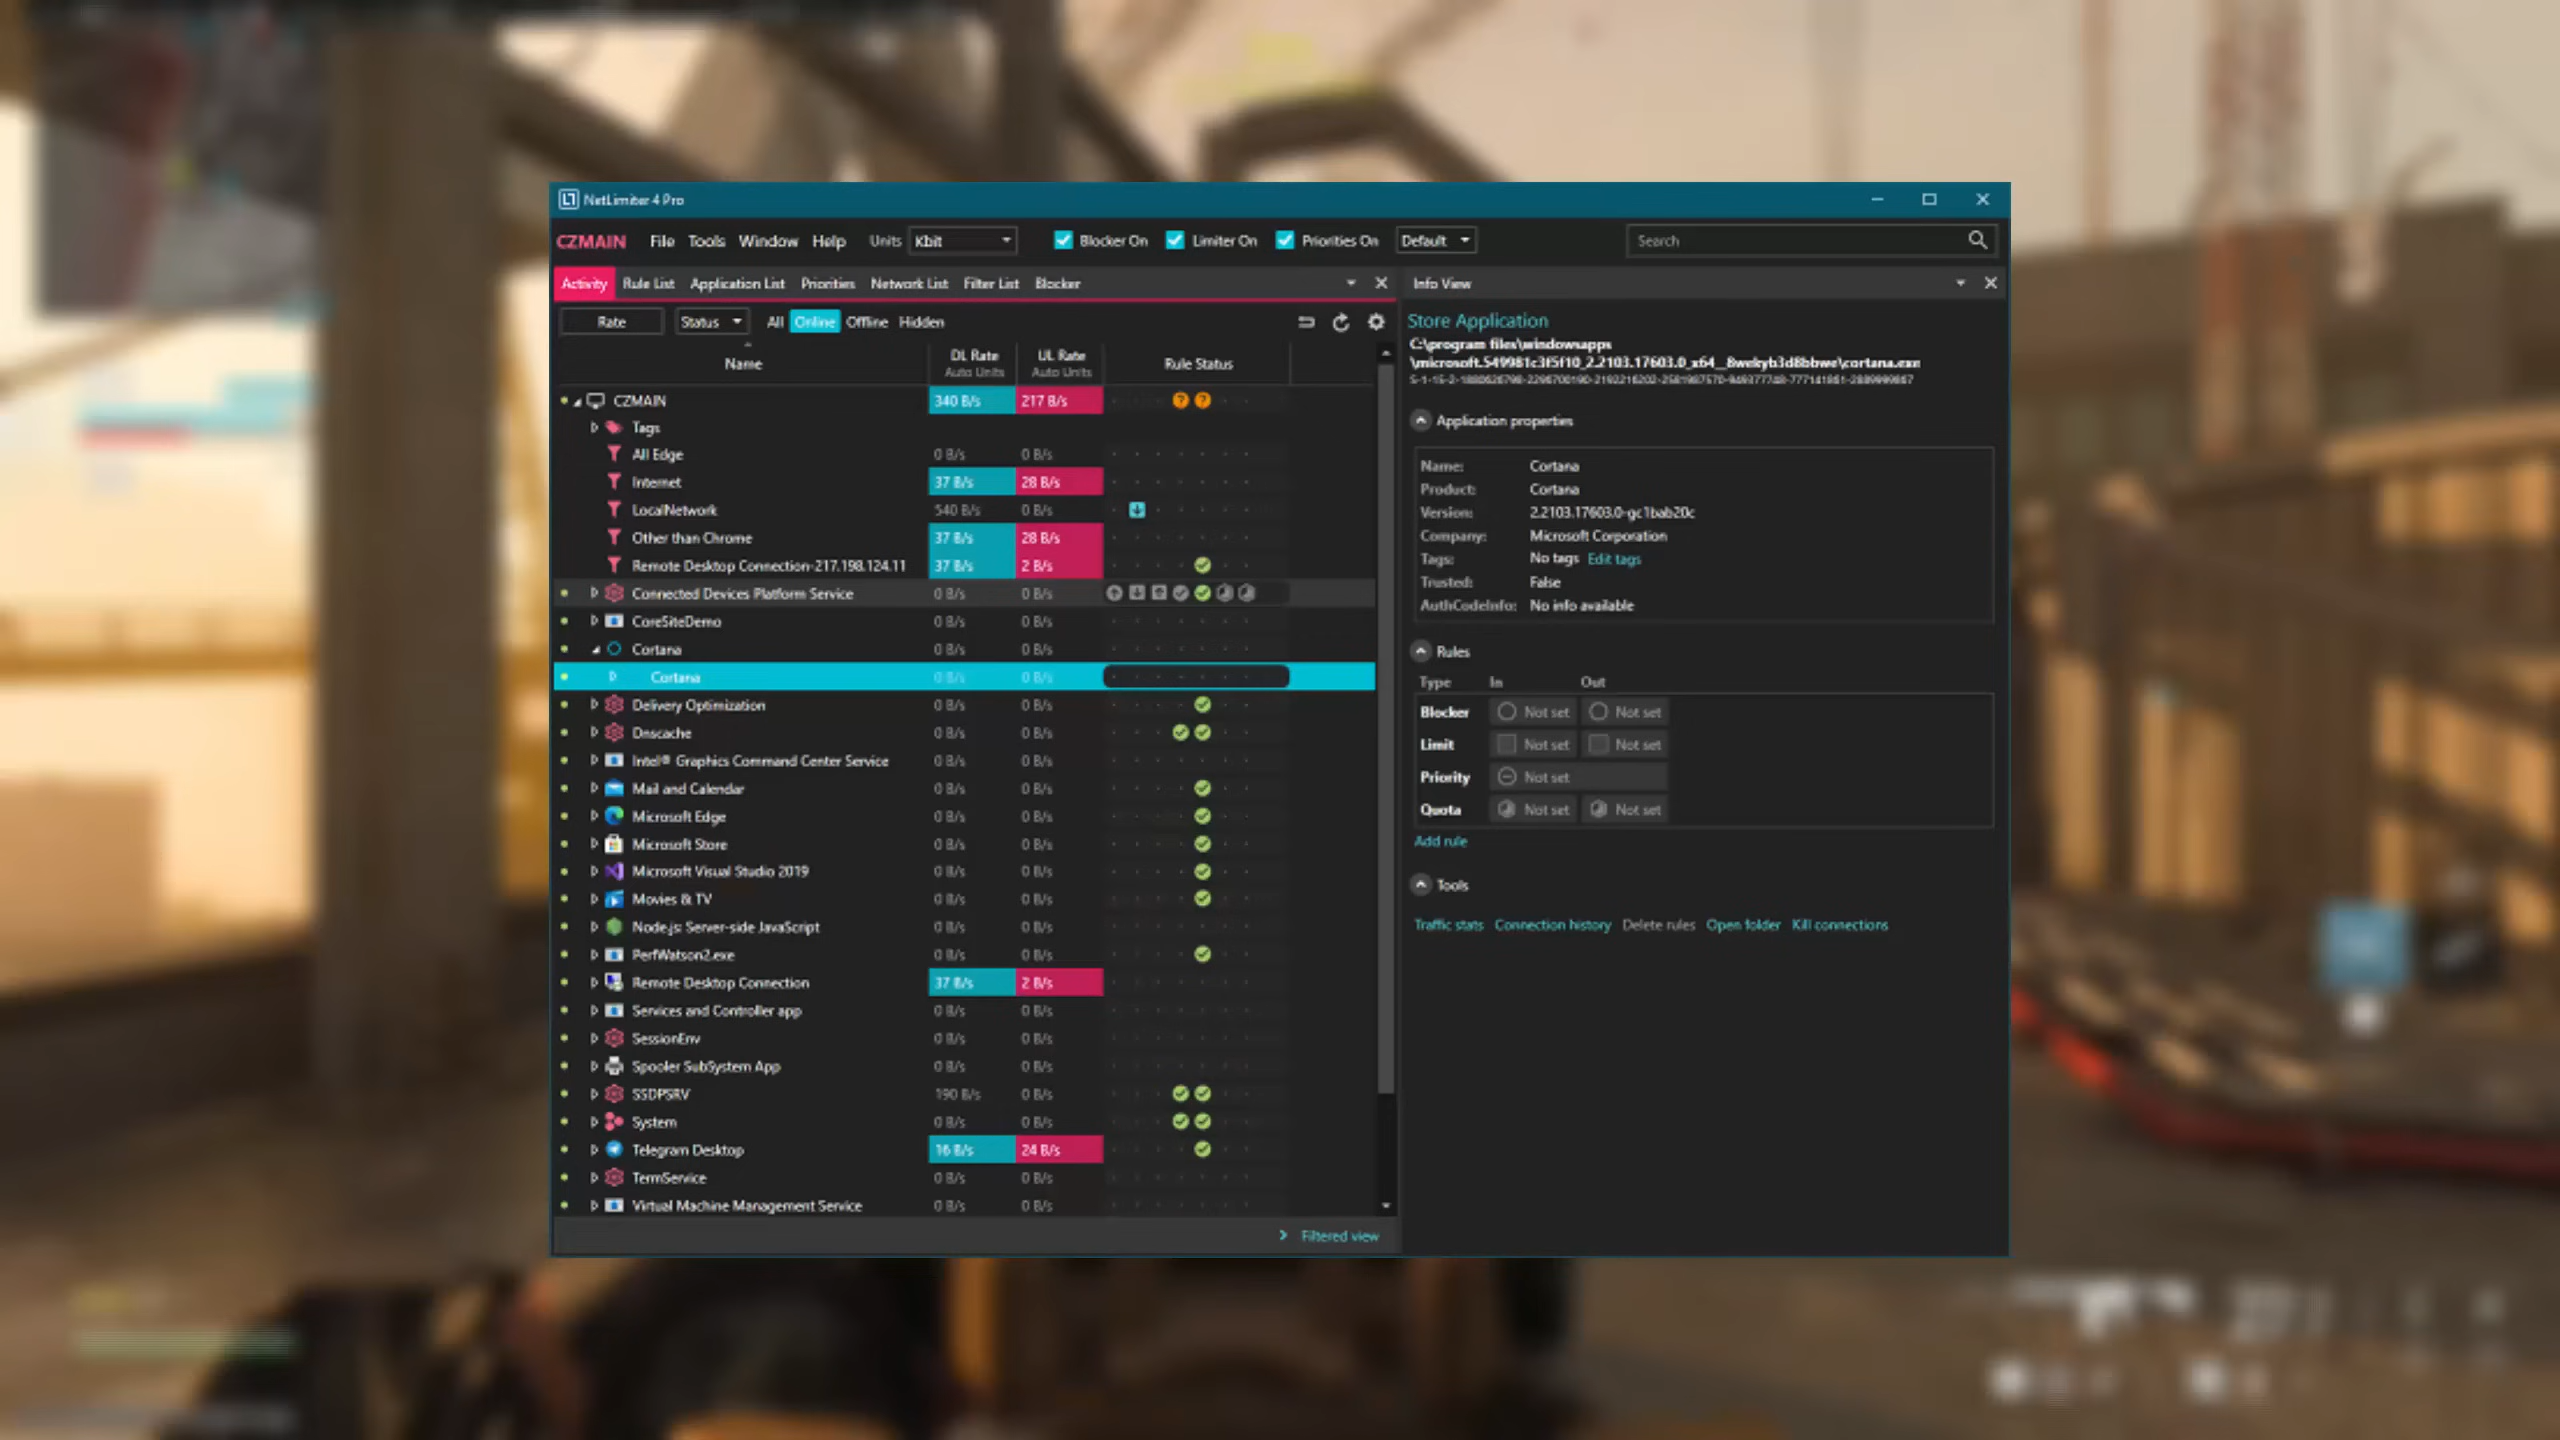 NetLimiter 4 Pro
CZMAIN File Tools Window Help Units Kbit Blocker On Limiter On Priorities On Default Search
Activity Rule List Application List Priorities Network List Filter List Blocker
Info View
Rate Status All Online Offline Hidden
Name DL Rate UL Rate Rule Status
Auto Units Auto Units
CZMAIN 340 B/s 217 B/s
Tags
All Edge 0 B/s 0 B/s
Internet 37 B/s 28 B/s
LocalNetwork 540 B/s 0 B/s
Other than Chrome 37 B/s 28 B/s
Remote Desktop Connection-217.198.124.11 37 B/s 2 B/s
Connected Devices Platform Service 0 B/s 0 B/s
CoreSiteDemo 0 B/s 0 B/s
Cortana 0 B/s 0 B/s
Cortana 0 B/s 0 B/s
Delivery Optimization 0 B/s 0 B/s
Dnscache 0 B/s 0 B/s
Intel® Graphics Command Center Service 0 B/s 0 B/s
Mail and Calendar 0 B/s 0 B/s
Microsoft Edge 0 B/s 0 B/s
Microsoft Store 0 B/s 0 B/s
Microsoft Visual Studio 2019 0 B/s 0 B/s
Movies & TV 0 B/s 0 B/s
Node.js: Server-side JavaScript 0 B/s 0 B/s
PerfWatson2.exe 0 B/s 0 B/s
Remote Desktop Connection 37 B/s 2 B/s
Services and Controller app 0 B/s 0 B/s
SessionEnv 0 B/s 0 B/s
Spooler SubSystem App 0 B/s 0 B/s
SSDPSRV 190 B/s 0 B/s
System 0 B/s 0 B/s
Telegram Desktop 16 B/s 24 B/s
TermService 0 B/s 0 B/s
Virtual Machine Management Service 0 B/s 0 B/s
Filtered view
Store Application
C:\program files\windowsapps
\microsoft.549981c3f5f10_2.2103.17603.0_x64__8wekyb3d8bbwe\cortana.exe
Application properties
Name: Cortana
Product: Cortana
Version: 2.2103.17603.0-gc1bab20c
Company: Microsoft Corporation
Tags: No tags Edit tags
Trusted: False
AuthCodeInfo: No info available
Rules
Type In Out
Blocker Not set Not set
Limit Not set Not set
Priority Not set
Quota Not set Not set
Add rule
Tools
Traffic stats Connection history Delete rules Open folder Kill connections